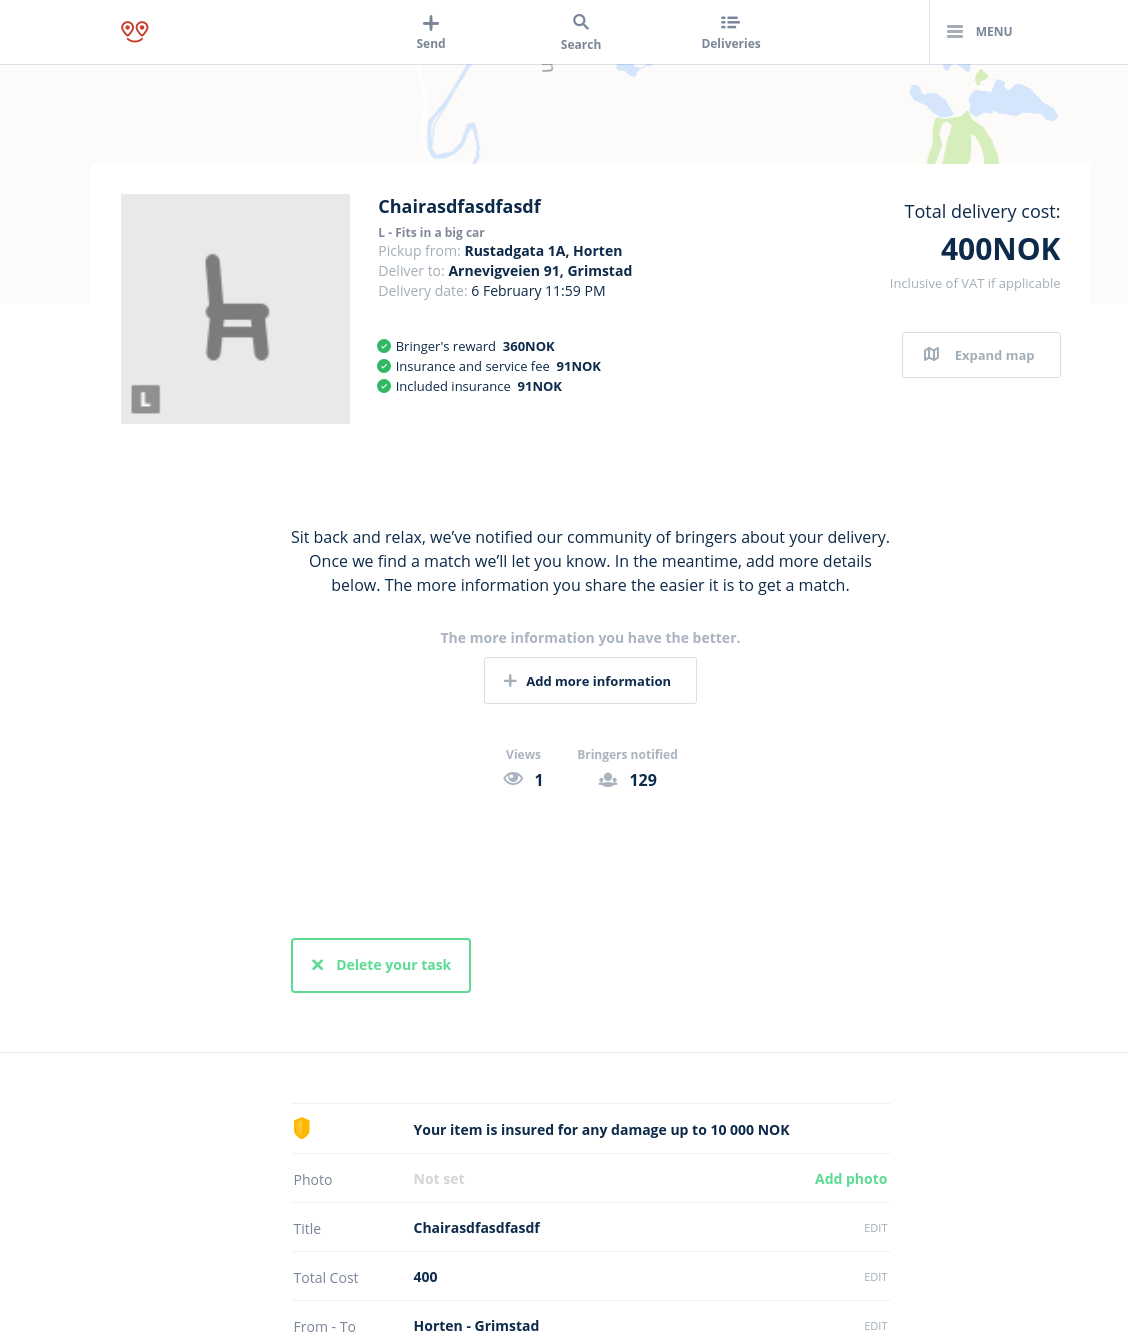 Send
Search
Deliveries
MENU
Chairasdfasdfasdf
L - Fits in a big car
Pickup from: Rustadgata 1A, Horten
Deliver to: Arnevigveien 91, Grimstad
Delivery date: 6 February 11:59 PM
Bringer's reward 360NOK
Insurance and service fee 91NOK
Included insurance 91NOK
L
Total delivery cost:
400NOK
Inclusive of VAT if applicable
Expand map
Sit back and relax, we’ve notified our community of bringers about your delivery.
Once we find a match we’ll let you know. In the meantime, add more details
below. The more information you share the easier it is to get a match.
The more information you have the better.
Add more information
Views
1
Bringers notified
129
Delete your task
Your item is insured for any damage up to 10 000 NOK
Photo Not set Add photo
Title Chairasdfasdfasdf EDIT
Total Cost 400 EDIT
From - To Horten - Grimstad EDIT